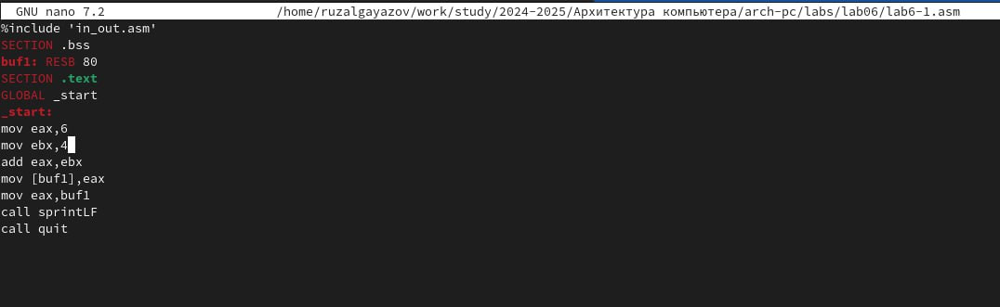 GNU nano 7.2 /home/ruzalgayazov/work/study/2024-2025/Архитектура компьютера/arch-pc/labs/lab06/lab6-1.asm
%include 'in_out.asm'
SECTION .bss
buf1: RESB 80
SECTION .text
GLOBAL _start
_start:
mov eax,6
mov ebx,4
add eax,ebx
mov [buf1],eax
mov eax,buf1
call sprintLF
call quit